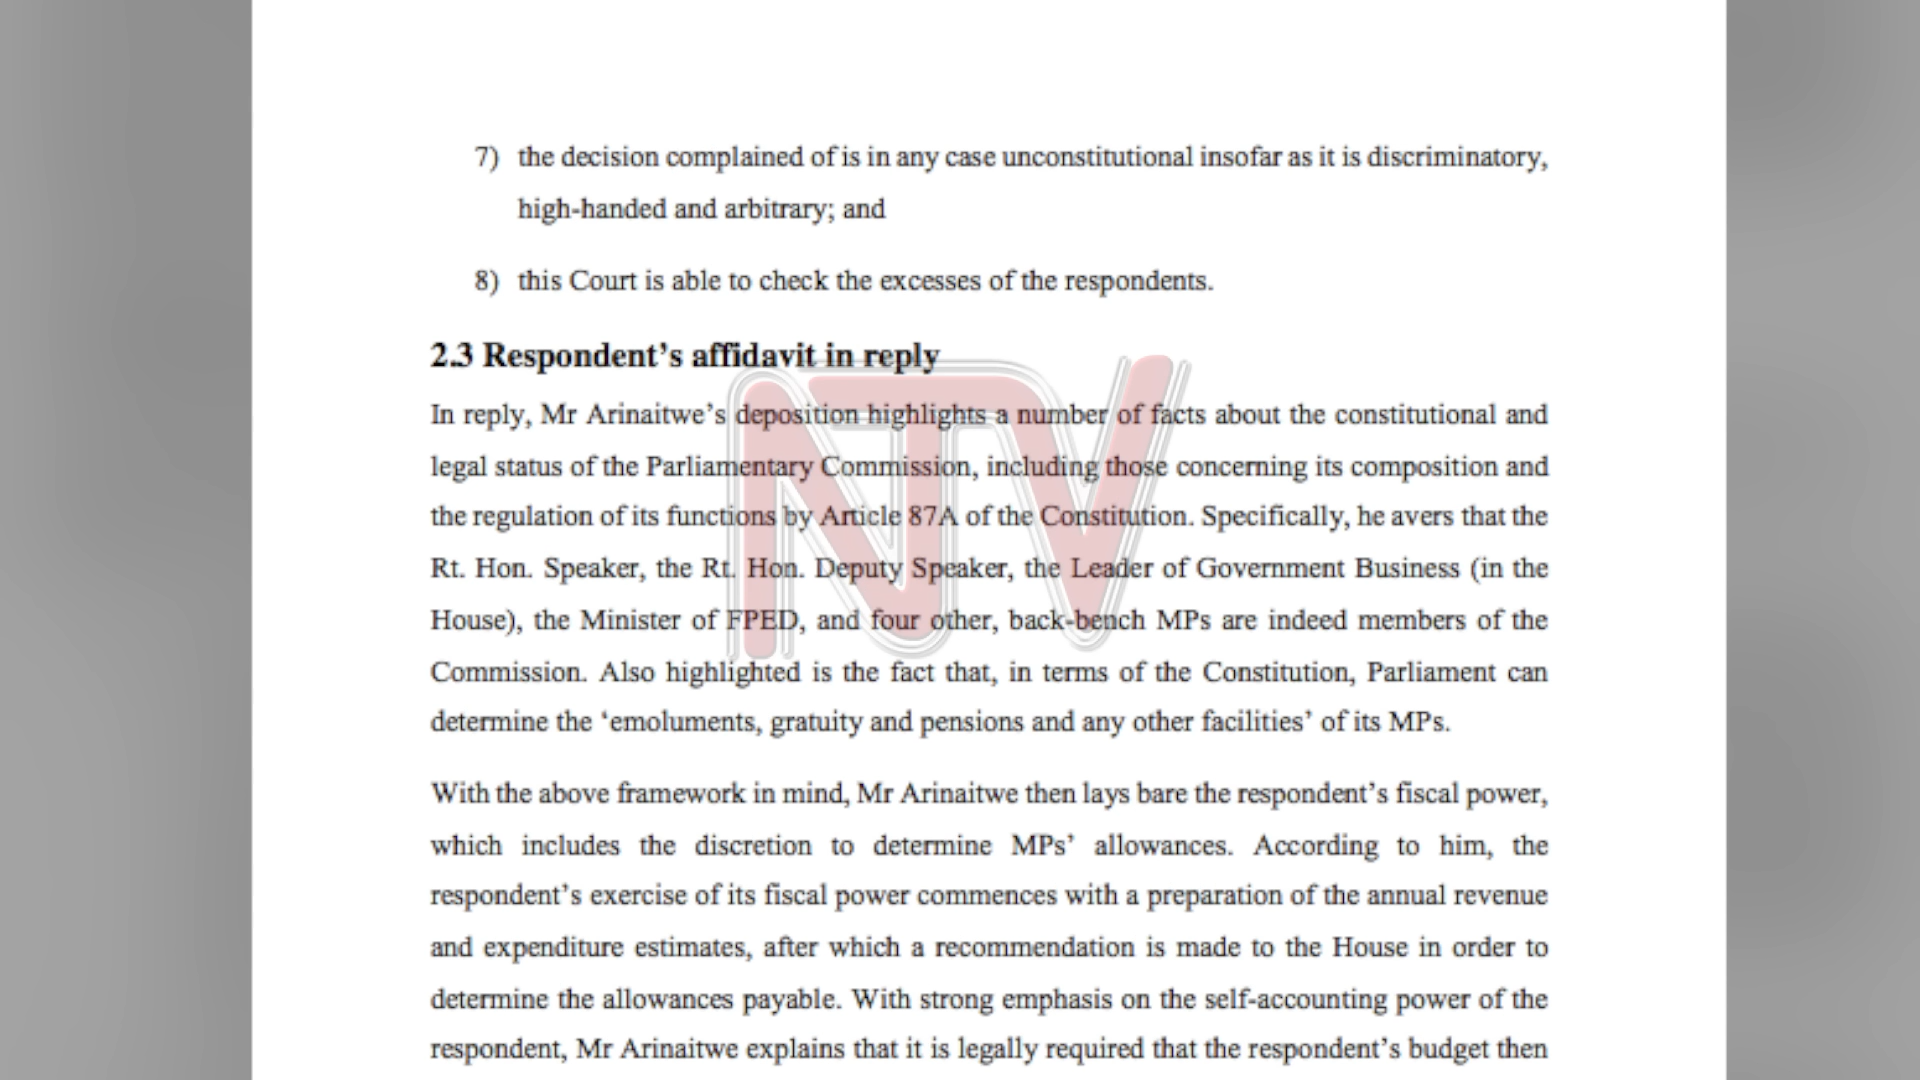 7) the decision complained of is in any case unconstitutional insofar as it is discriminatory,
high-handed and arbitrary; and
8) this Court is able to check the excesses of the respondents.
2.3 Respondent’s affidavit in reply
In reply, Mr Arinaitwe’s deposition highlights a number of facts about the constitutional and
legal status of the Parliamentary Commission, including those concerning its composition and
the regulation of its functions by Article 87A of the Constitution. Specifically, he avers that the
Rt. Hon. Speaker, the Rt. Hon. Deputy Speaker, the Leader of Government Business (in the
House), the Minister of FPED, and four other, back-bench MPs are indeed members of the
Commission. Also highlighted is the fact that, in terms of the Constitution, Parliament can
determine the ‘emoluments, gratuity and pensions and any other facilities’ of its MPs.
With the above framework in mind, Mr Arinaitwe then lays bare the respondent’s fiscal power,
which includes the discretion to determine MPs’ allowances. According to him, the
respondent’s exercise of its fiscal power commences with a preparation of the annual revenue
and expenditure estimates, after which a recommendation is made to the House in order to
determine the allowances payable. With strong emphasis on the self-accounting power of the
respondent, Mr Arinaitwe explains that it is legally required that the respondent’s budget then
NTV